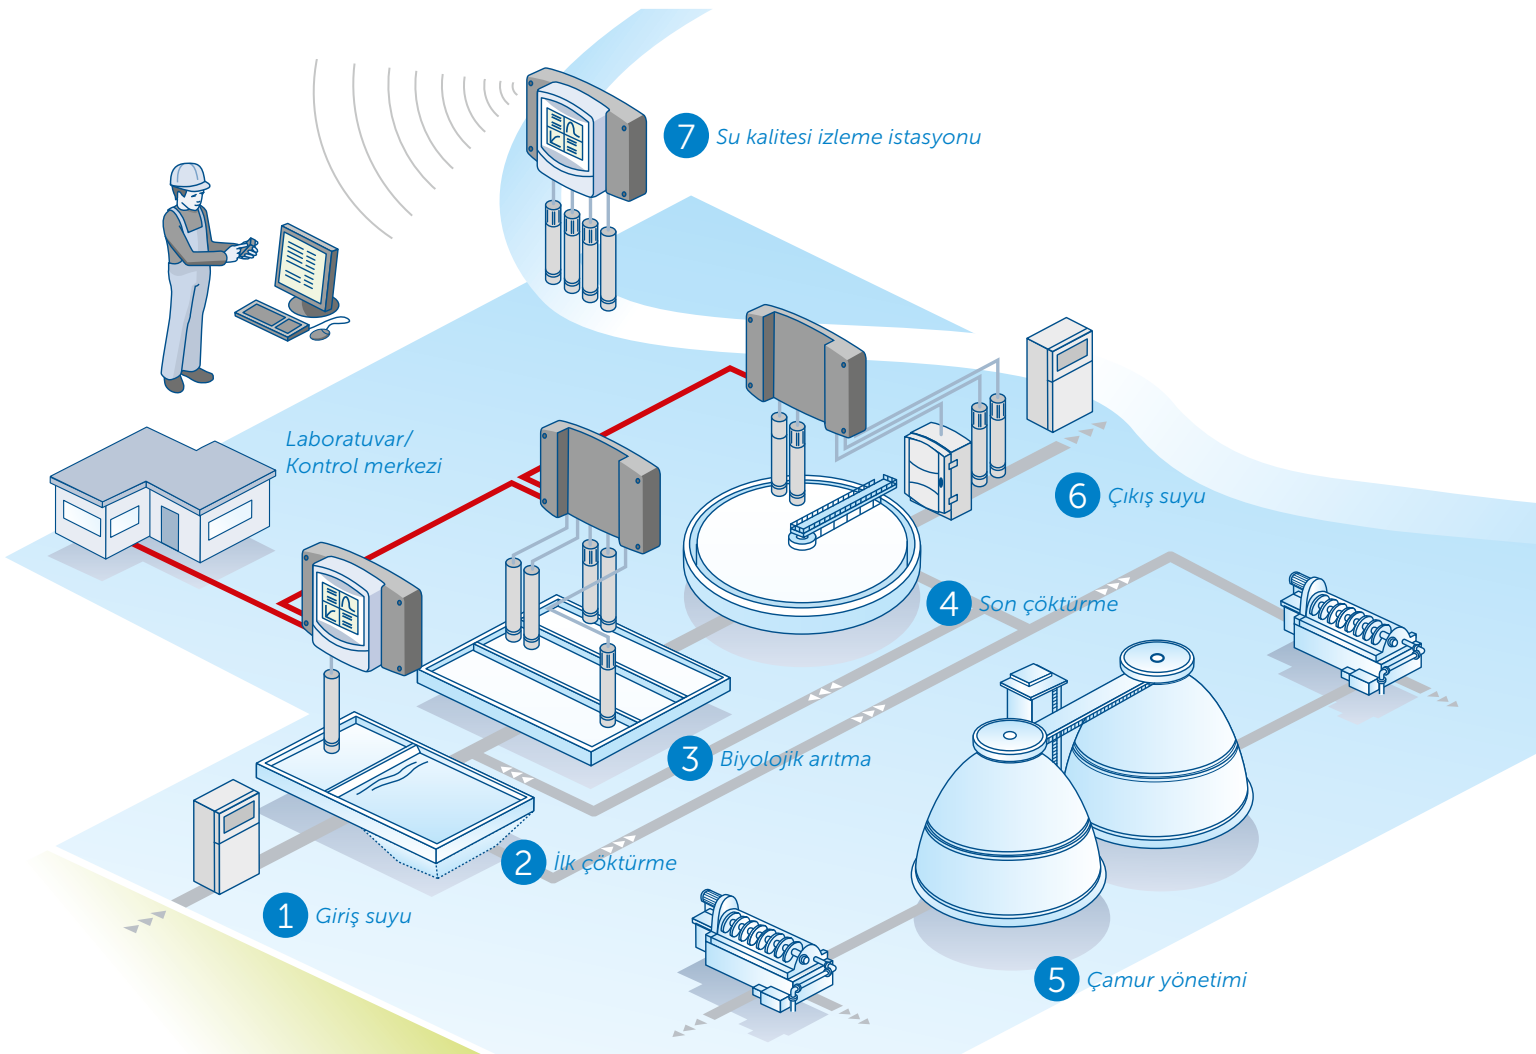 7 Su kalitesi izleme istasyonu
Laboratuvar/
Kontrol merkezi
6 Çıkış suyu
4 Son çöktürme
3 Biyolojik arıtma
2 İlk çöktürme
1 Giriş suyu
5 Çamur yönetimi